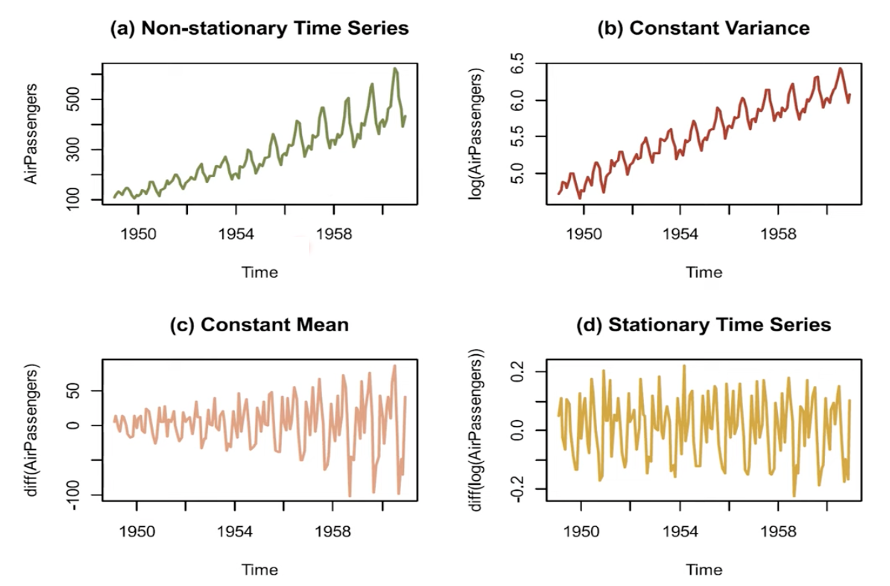 (a) Non-stationary Time Series
AirPassengers
500
300
100
1950 1954 1958
Time
(b) Constant Variance
log(AirPassengers)
6.5
6.0
5.5
5.0
1950 1954 1958
Time
(c) Constant Mean
diff(AirPassengers)
50
0
-100
1950 1954 1958
Time
(d) Stationary Time Series
diff(log(AirPassengers))
0.2
0.0
-0.2
1950 1954 1958
Time